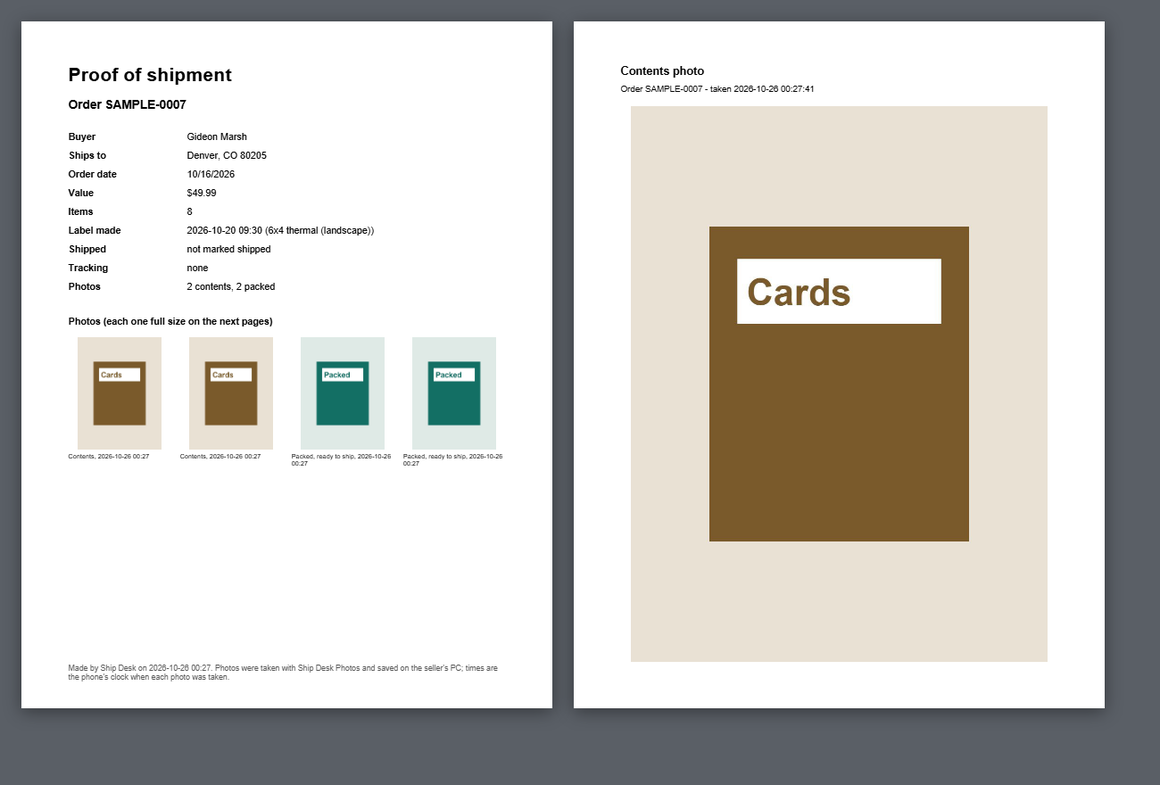 Proof of shipment
Order SAMPLE-0007
Buyer Gideon Marsh
Ships to Denver, CO 80205
Order date 10/16/2026
Value $49.99
Items 8
Label made 2026-10-20 09:30 (6x4 thermal (landscape))
Shipped not marked shipped
Tracking none
Photos 2 contents, 2 packed
Photos (each one full size on the next pages)
Cards
Cards
Packed
Packed
Contents, 2026-10-26 00:27
Contents, 2026-10-26 00:27
Packed, ready to ship, 2026-10-26
00:27
Packed, ready to ship, 2026-10-26
00:27
Made by Ship Desk on 2026-10-26 00:27. Photos were taken with Ship Desk Photos and saved on the seller's PC; times are
the phone's clock when each photo was taken.
Contents photo
Order SAMPLE-0007 - taken 2026-10-26 00:27:41
Cards